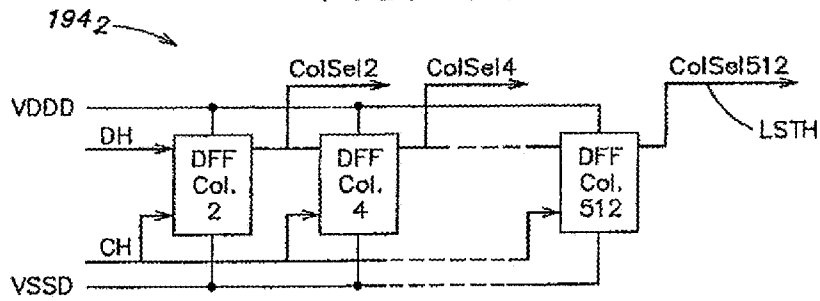 194₂
ColSel2
ColSel4
ColSel512
VDDD
DH
LSTH
DFF
Col.
2
DFF
Col.
4
DFF
Col.
512
CH
VSSD